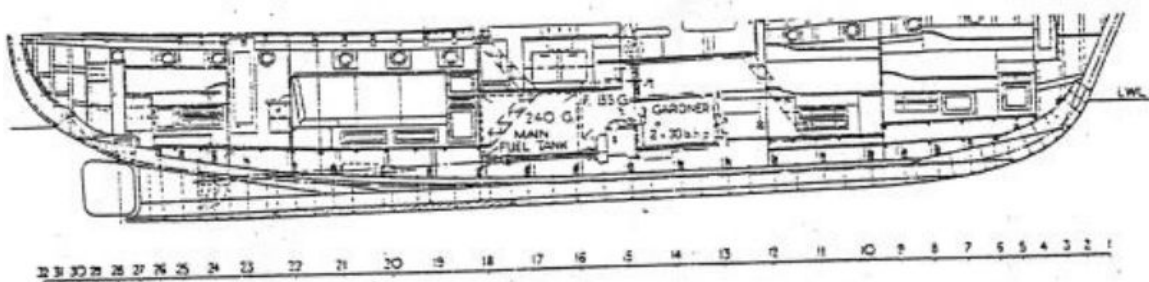 LWL
F. 155 G.
240 G.
MAIN
FUEL TANK
GARDNER
2 x 30 b.h.p
32 31 30 29 28 27 26 25 24 23 22 21 20 19 18 17 16 15 14 13 12 11 10 9 8 7 6 5 4 3 2 1